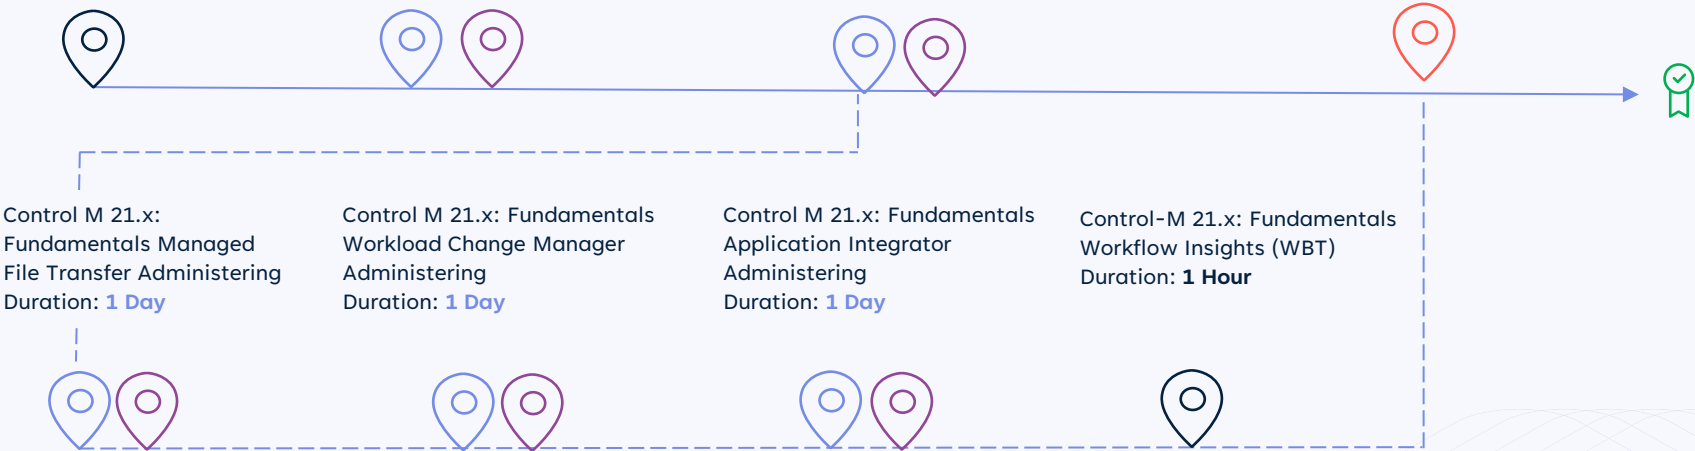 Control M 21.x:
Fundamentals Managed
File Transfer Administering
Duration: 1 Day
Control M 21.x: Fundamentals
Workload Change Manager
Administering
Duration: 1 Day
Control M 21.x: Fundamentals
Application Integrator
Administering
Duration: 1 Day
Control-M 21.x: Fundamentals
Workflow Insights (WBT)
Duration: 1 Hour